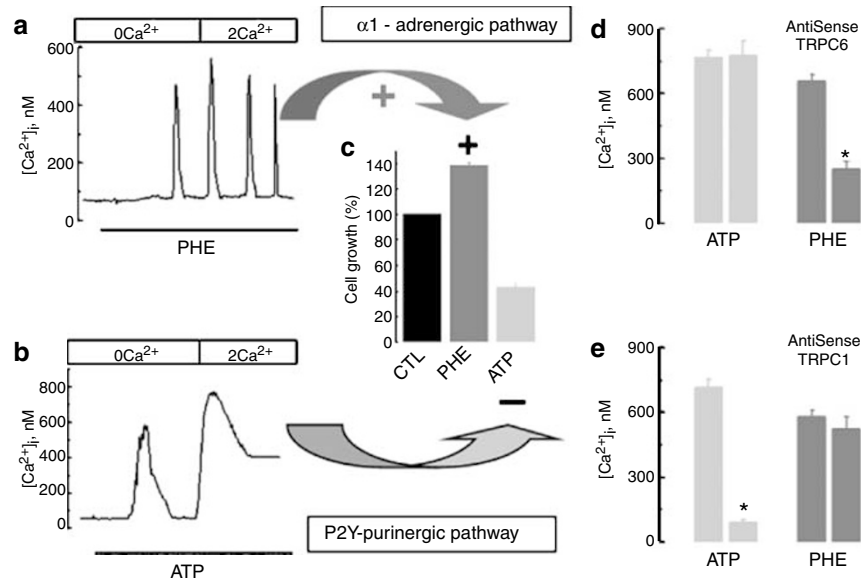 a
0Ca²⁺ 2Ca²⁺
α1 - adrenergic pathway
[Ca²⁺]ᵢ, nM
600
400
200
0
PHE
+
c
+
Cell growth (%)
140
120
100
80
60
40
20
0
CTL PHE ATP
−
b
0Ca²⁺ 2Ca²⁺
[Ca²⁺]ᵢ, nM
800
600
400
200
0
ATP
P2Y-purinergic pathway
d
AntiSense
TRPC6
[Ca²⁺]ᵢ, nM
900
600
300
0
*
ATP PHE
e
AntiSense
TRPC1
[Ca²⁺]ᵢ, nM
900
600
300
0
*
ATP PHE